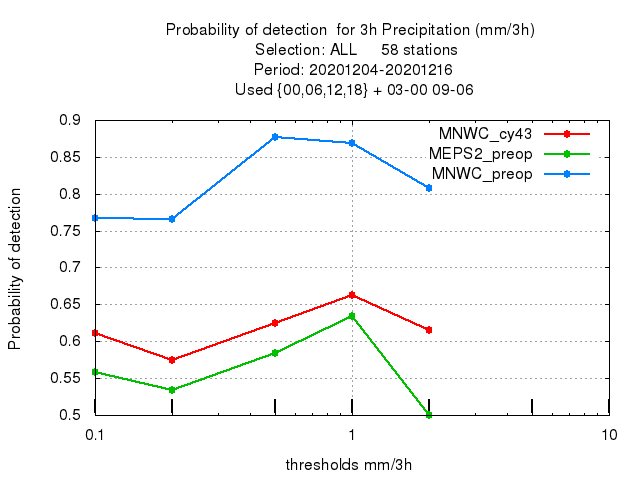 Probability of detection  for 3h Precipitation (mm/3h)
Selection: ALL     58 stations
Period: 20201204-20201216
Used {00,06,12,18} + 03-00 09-06
MNWC_cy43
MEPS2_preop
MNWC_preop
Probability of detection
0.9
0.85
0.8
0.75
0.7
0.65
0.6
0.55
0.5
0.1
1
10
thresholds mm/3h